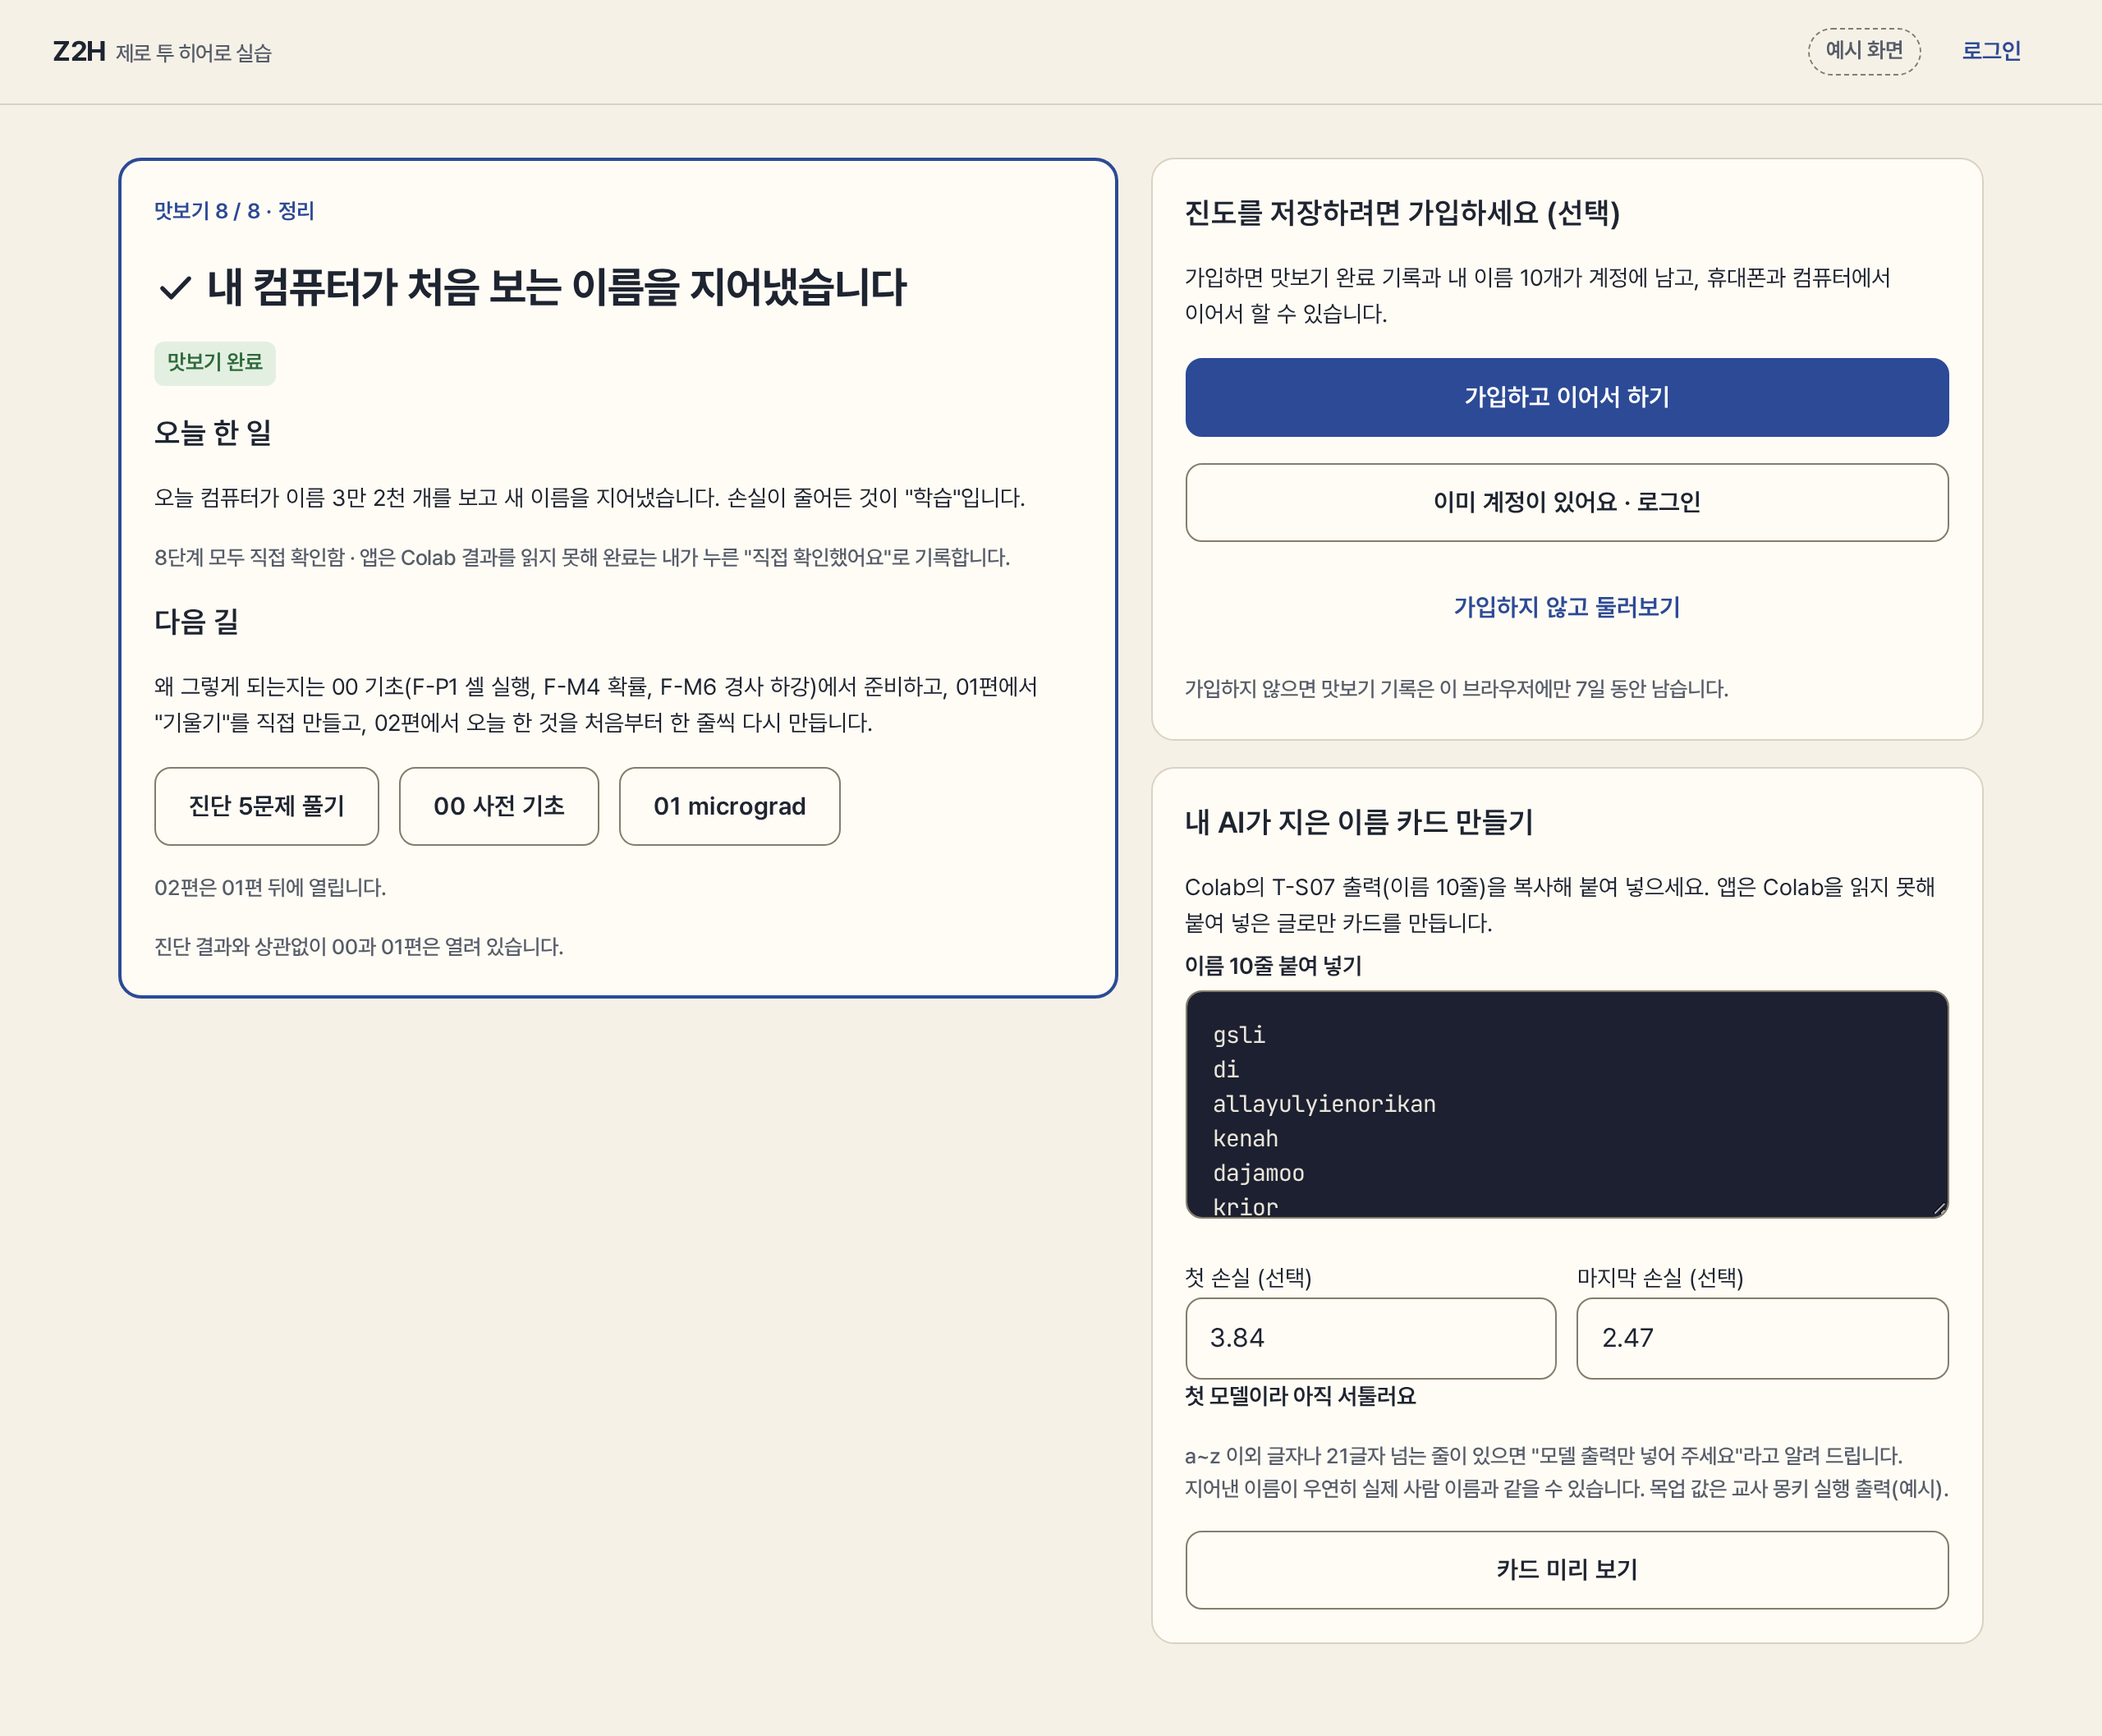 Z2H 제로 투 히어로 실습
예시 화면
로그인
맛보기 8 / 8 · 정리
내 컴퓨터가 처음 보는 이름을 지어냈습니다
맛보기 완료
오늘 한 일
오늘 컴퓨터가 이름 3만 2천 개를 보고 새 이름을 지어냈습니다. 손실이 줄어든 것이 "학습"입니다.
8단계 모두 직접 확인함 · 앱은 Colab 결과를 읽지 못해 완료는 내가 누른 "직접 확인했어요"로 기록합니다.
다음 길
왜 그렇게 되는지는 00 기초(F-P1 셀 실행, F-M4 확률, F-M6 경사 하강)에서 준비하고, 01편에서
"기울기"를 직접 만들고, 02편에서 오늘 한 것을 처음부터 한 줄씩 다시 만듭니다.
진단 5문제 풀기
00 사전 기초
01 micrograd
02편은 01편 뒤에 열립니다.
진단 결과와 상관없이 00과 01편은 열려 있습니다.
진도를 저장하려면 가입하세요 (선택)
가입하면 맛보기 완료 기록과 내 이름 10개가 계정에 남고, 휴대폰과 컴퓨터에서
이어서 할 수 있습니다.
가입하고 이어서 하기
이미 계정이 있어요 · 로그인
가입하지 않고 둘러보기
가입하지 않으면 맛보기 기록은 이 브라우저에만 7일 동안 남습니다.
내 AI가 지은 이름 카드 만들기
Colab의 T-S07 출력(이름 10줄)을 복사해 붙여 넣으세요. 앱은 Colab을 읽지 못해
붙여 넣은 글로만 카드를 만듭니다.
이름 10줄 붙여 넣기
gsli
di
allayulyienorikan
kenah
dajamoo
krior
첫 손실 (선택)
마지막 손실 (선택)
3.84
2.47
첫 모델이라 아직 서툴러요
a~z 이외 글자나 21글자 넘는 줄이 있으면 "모델 출력만 넣어 주세요"라고 알려 드립니다.
지어낸 이름이 우연히 실제 사람 이름과 같을 수 있습니다. 목업 값은 교사 몽키 실행 출력(예시).
카드 미리 보기